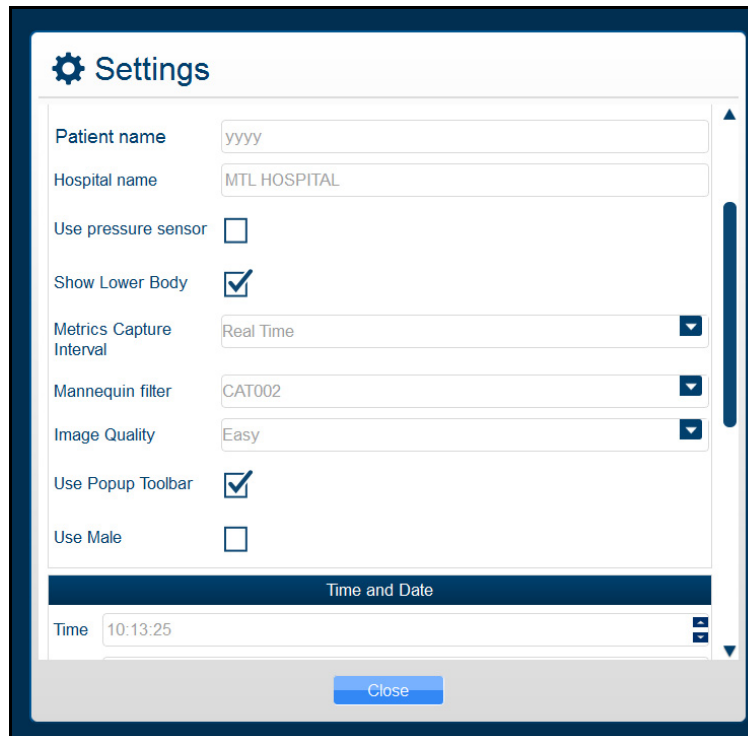 Settings
Patient name
yyyy
Hospital name
MTL HOSPITAL
Use pressure sensor
Show Lower Body
Metrics Capture
Interval
Real Time
Mannequin filter
CAT002
Image Quality
Easy
Use Popup Toolbar
Use Male
Time and Date
Time
10:13:25
Close